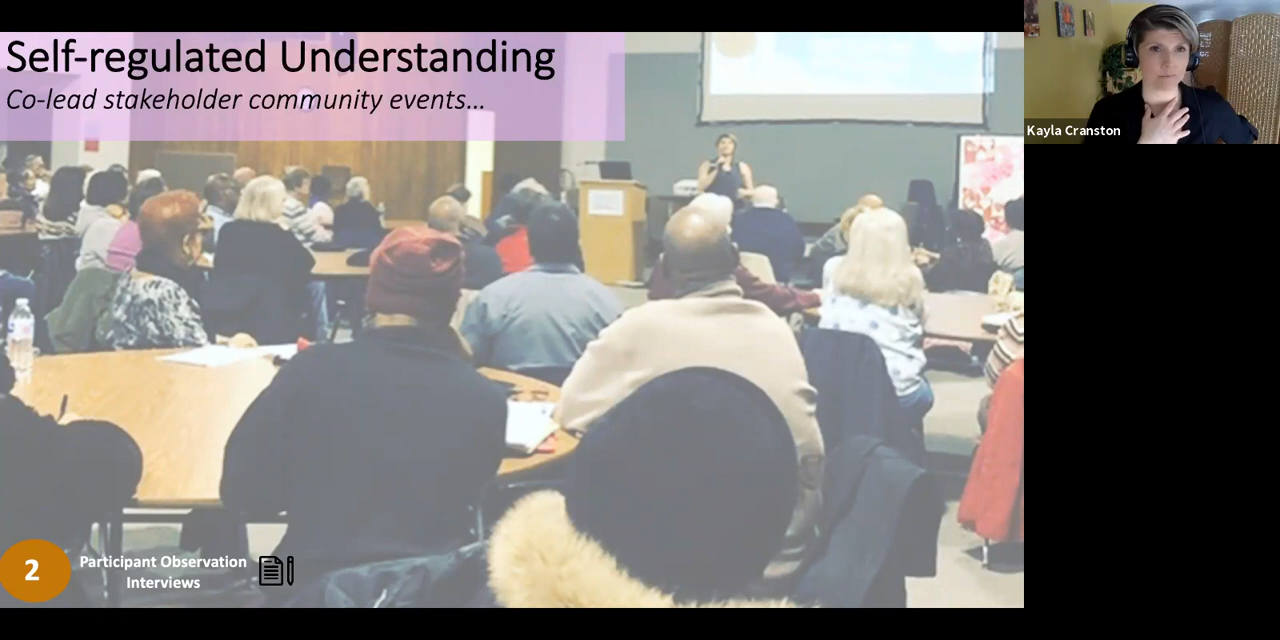 Self-regulated Understanding
Co-lead stakeholder community events…
Kayla Cranston
2
Participant Observation
Interviews